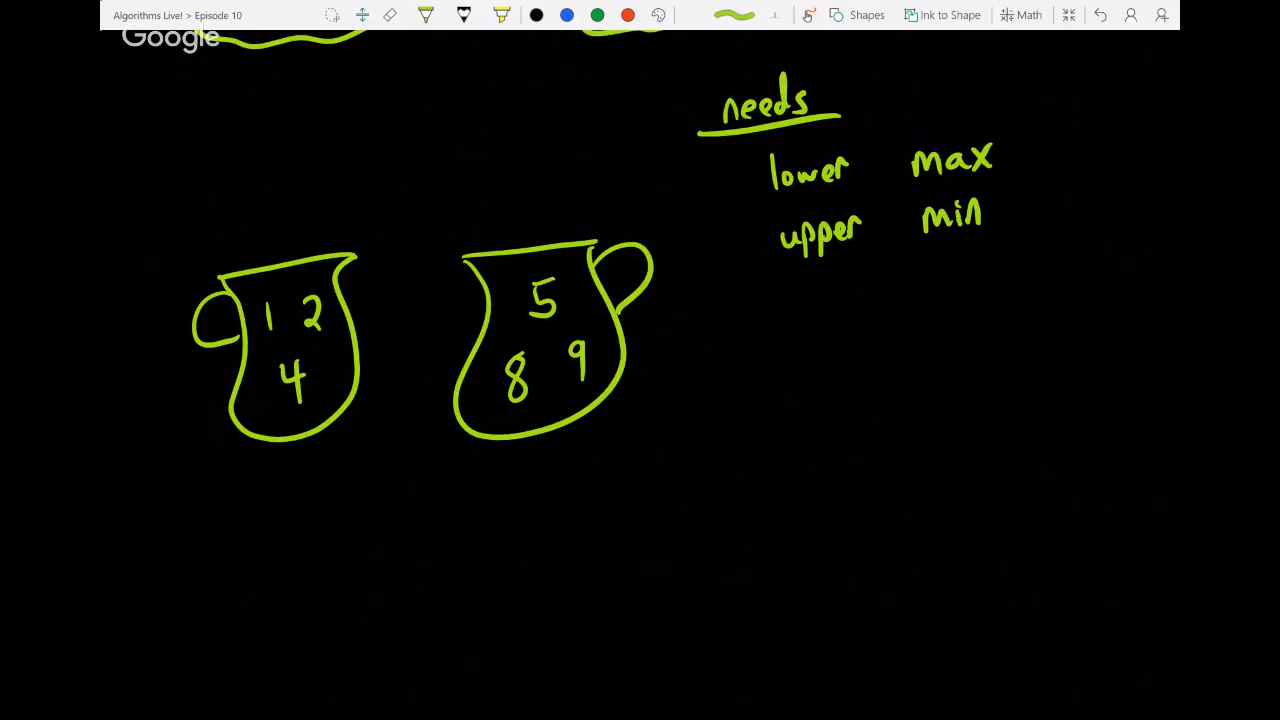 Algorithms Live! > Episode 10
Shapes
Ink to Shape
Math
Google
needs
lower max
upper min
1 2
4
5
8 9